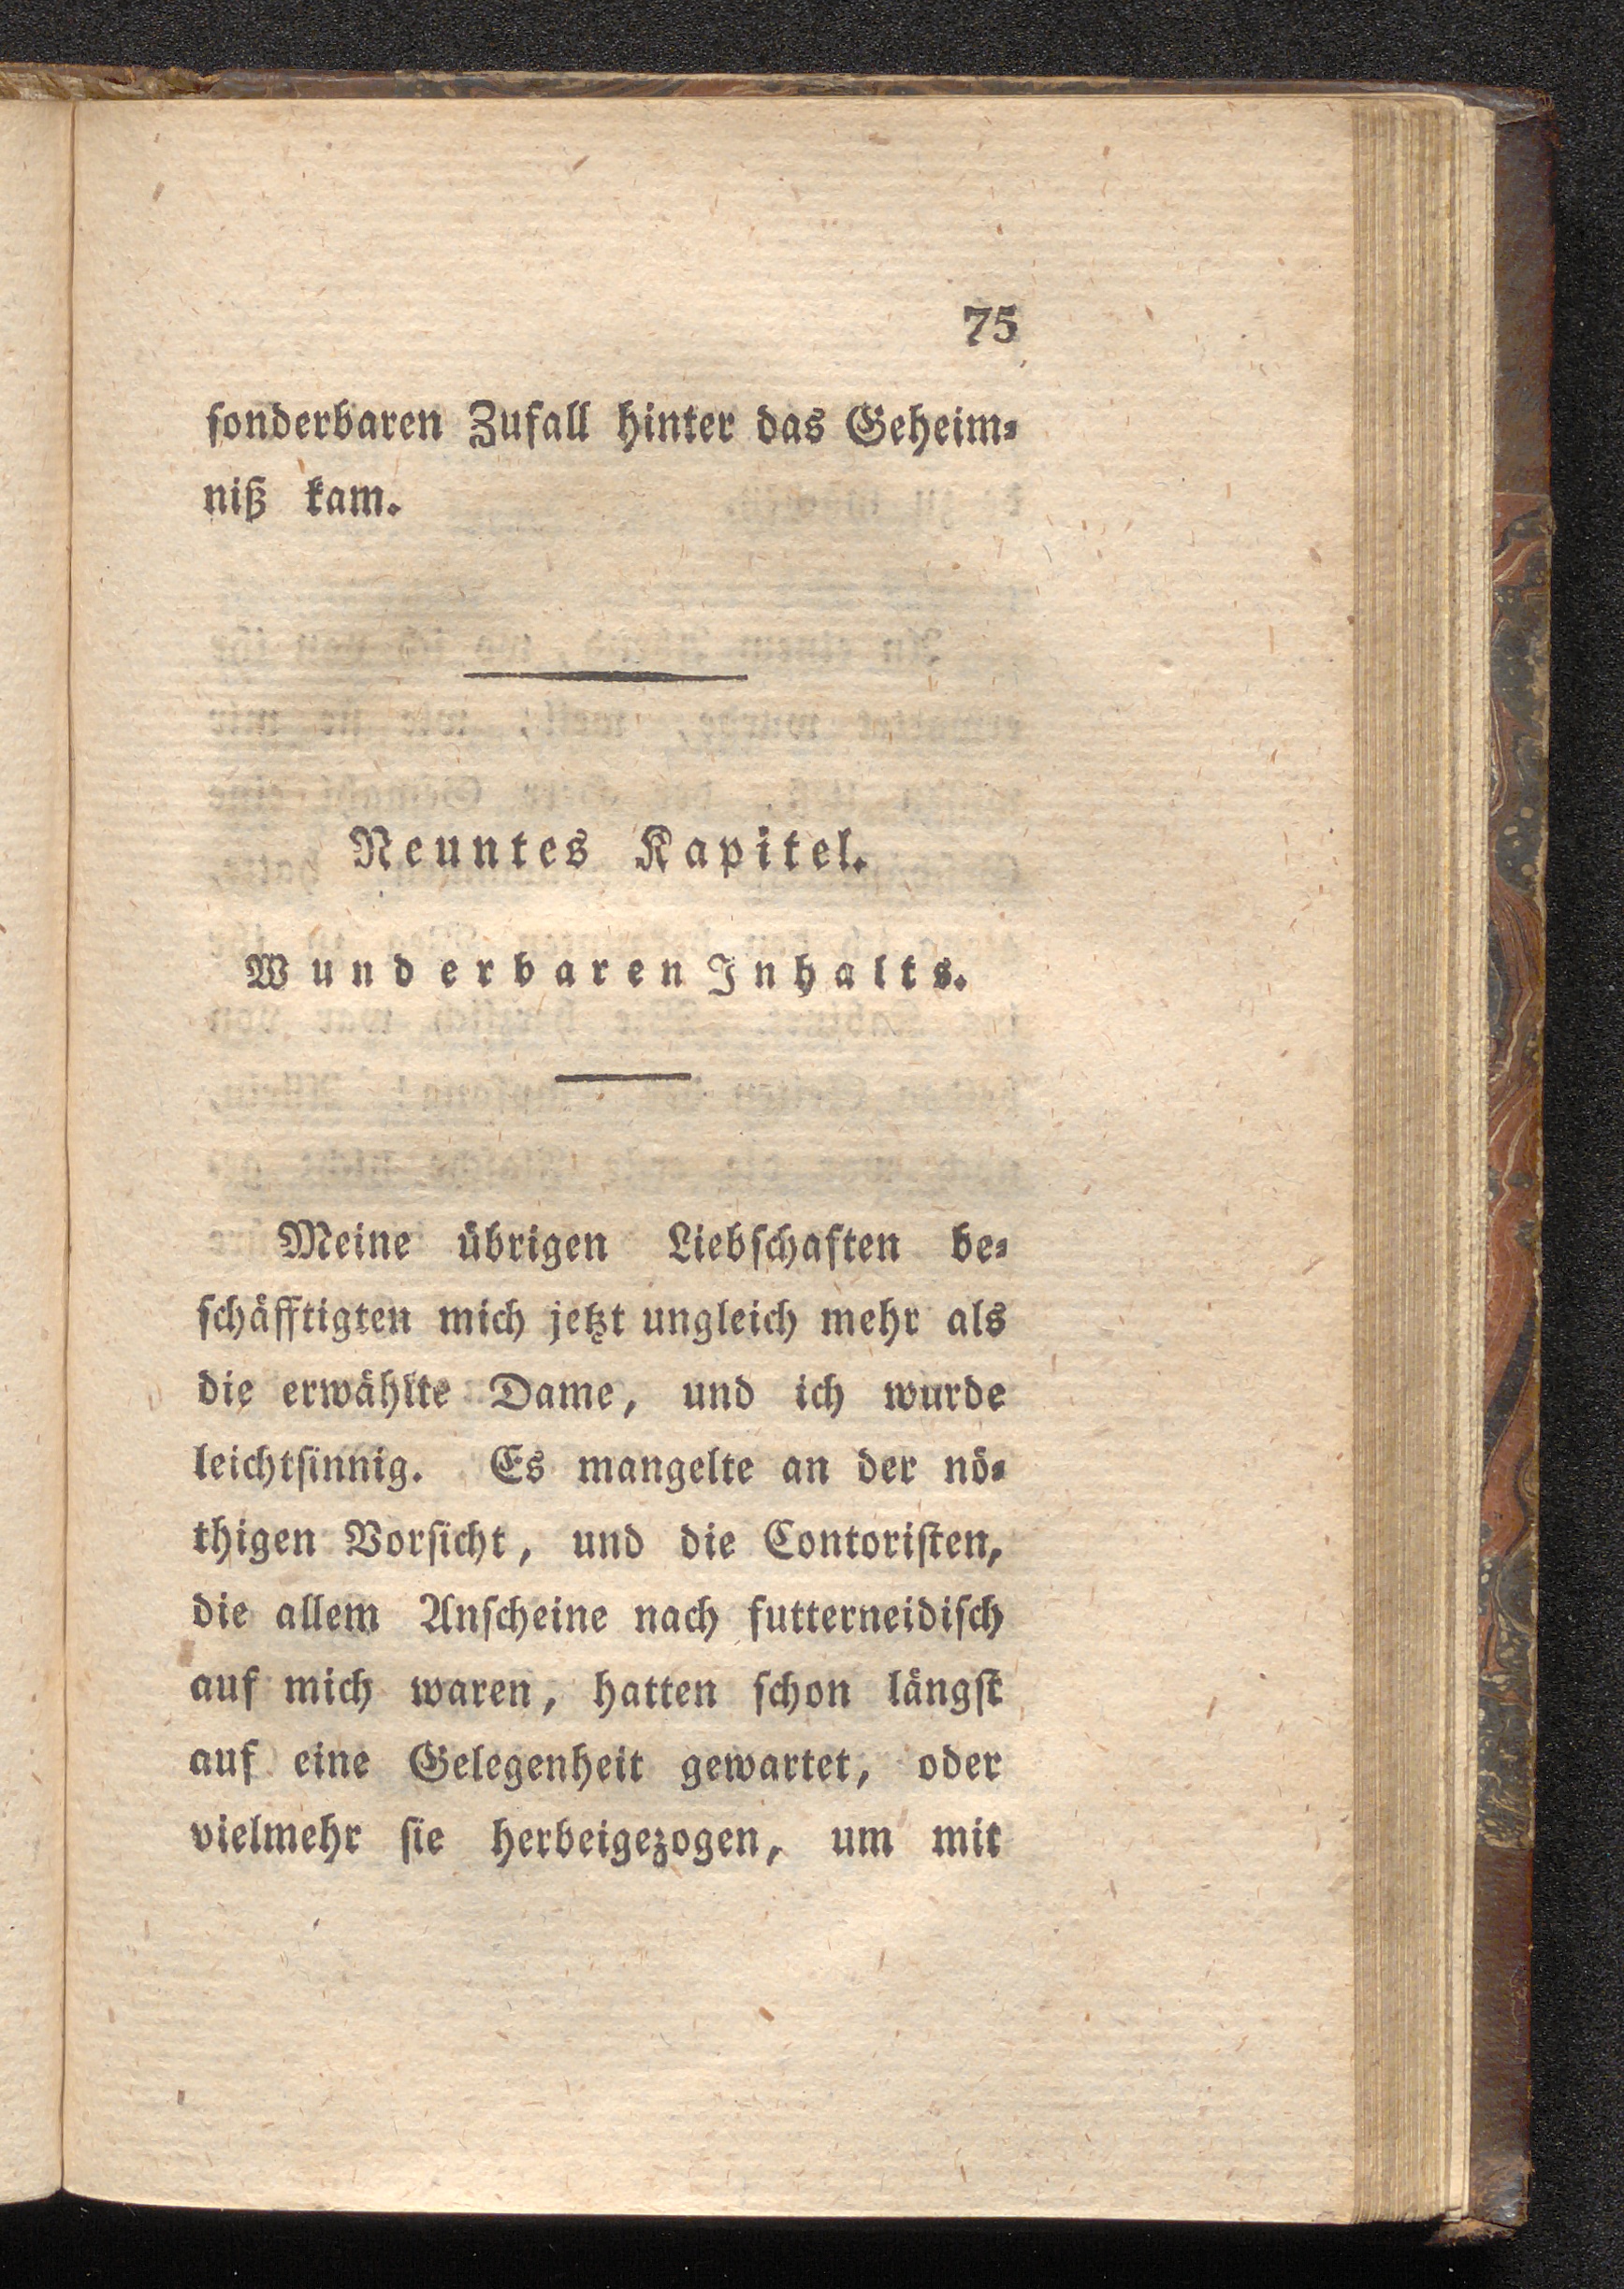 75
ſonderbaren Zufall hinter das Geheim⸗
niß kam.
Neuntes Kapitel.
Wunderbaren Inhalts.
Meine übrigen Liebſchaften be⸗
ſchäfftigten mich jetzt ungleich mehr als
die erwählte Dame, und ich wurde
leichtſinnig. Es mangelte an der nö⸗
thigen Vorſicht, und die Contoriſten,
die allem Anſcheine nach futterneidiſch
auf mich waren, hatten ſchon längſt
auf eine Gelegenheit gewartet, oder
vielmehr ſie herbeigezogen, um mit